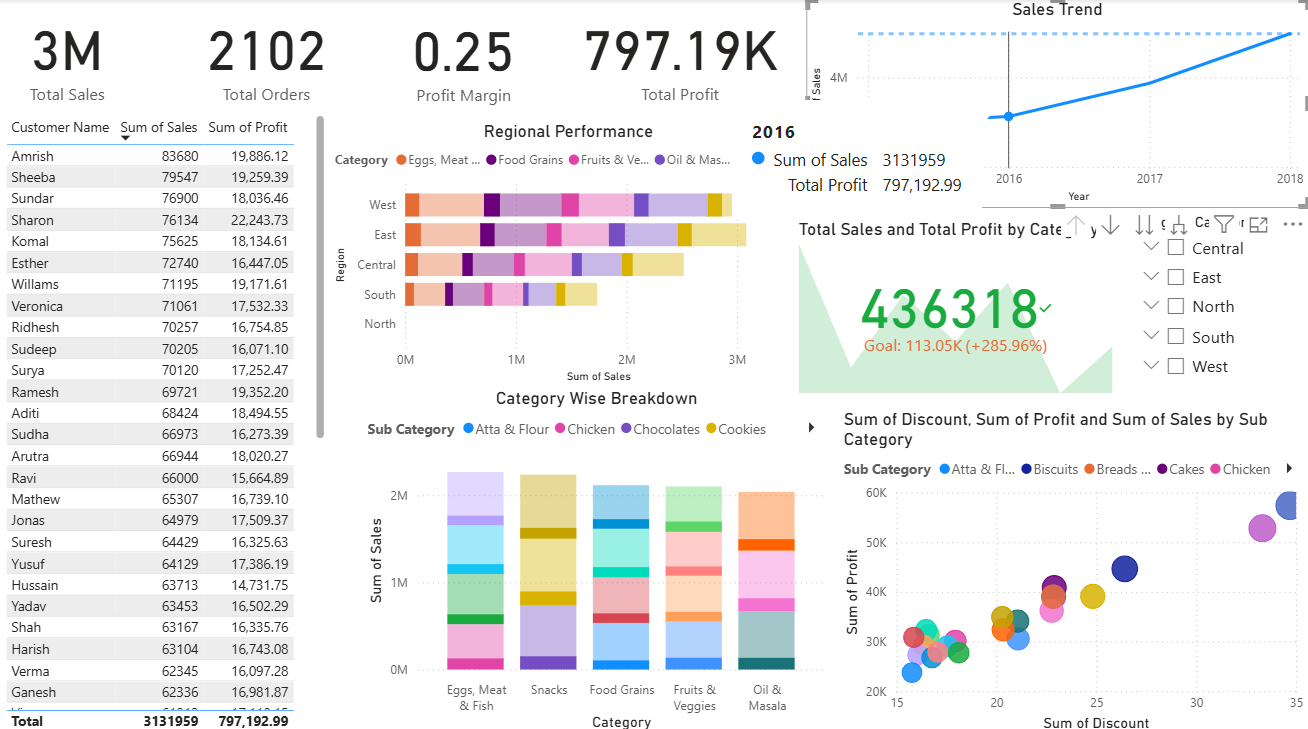 3M
Total Sales
2102
Total Orders
0.25
Profit Margin
797.19K
Total Profit
Customer Name Sum of Sales Sum of Profit
Amrish 83680 19,886.12
Sheeba 79547 19,259.39
Sundar 76900 18,036.46
Sharon 76134 22,243.73
Komal 75625 18,134.61
Esther 72740 16,447.05
Willams 71195 19,171.61
Veronica 71061 17,532.33
Ridhesh 70257 16,754.85
Sudeep 70205 16,071.10
Surya 70120 17,252.47
Ramesh 69721 19,352.20
Aditi 68424 18,494.55
Sudha 66973 16,273.39
Arutra 66944 18,020.27
Ravi 66000 15,664.89
Mathew 65307 16,739.10
Jonas 64979 17,509.37
Suresh 64429 16,325.63
Yusuf 64129 17,386.19
Hussain 63713 14,731.75
Yadav 63453 16,502.29
Shah 63167 16,335.76
Harish 63104 16,743.08
Verma 62345 16,097.28
Ganesh 62336 16,981.87
Total 3131959 797,192.99
Regional Performance
Category Eggs, Meat ... Food Grains Fruits & Ve... Oil & Mas...
Region
West
East
Central
South
North
0M 1M 2M 3M
Sum of Sales
Category Wise Breakdown
Sub Category Atta & Flour Chicken Chocolates Cookies
Sum of Sales
2M
1M
0M
Eggs, Meat & Fish
Snacks
Food Grains
Fruits & Veggies
Oil & Masala
Category
Sales Trend
f Sales
4M
2016 2017 2018
Year
2016
Sum of Sales 3131959
Total Profit 797,192.99
Total Sales and Total Profit by Categ y
436318
Goal: 113.05K (+285.96%)
Central
East
North
South
West
Sum of Discount, Sum of Profit and Sum of Sales by Sub
Category
Sub Category Atta & Fl... Biscuits Breads ... Cakes Chicken
Sum of Profit
60K
50K
40K
30K
20K
15 20 25 30 35
Sum of Discount